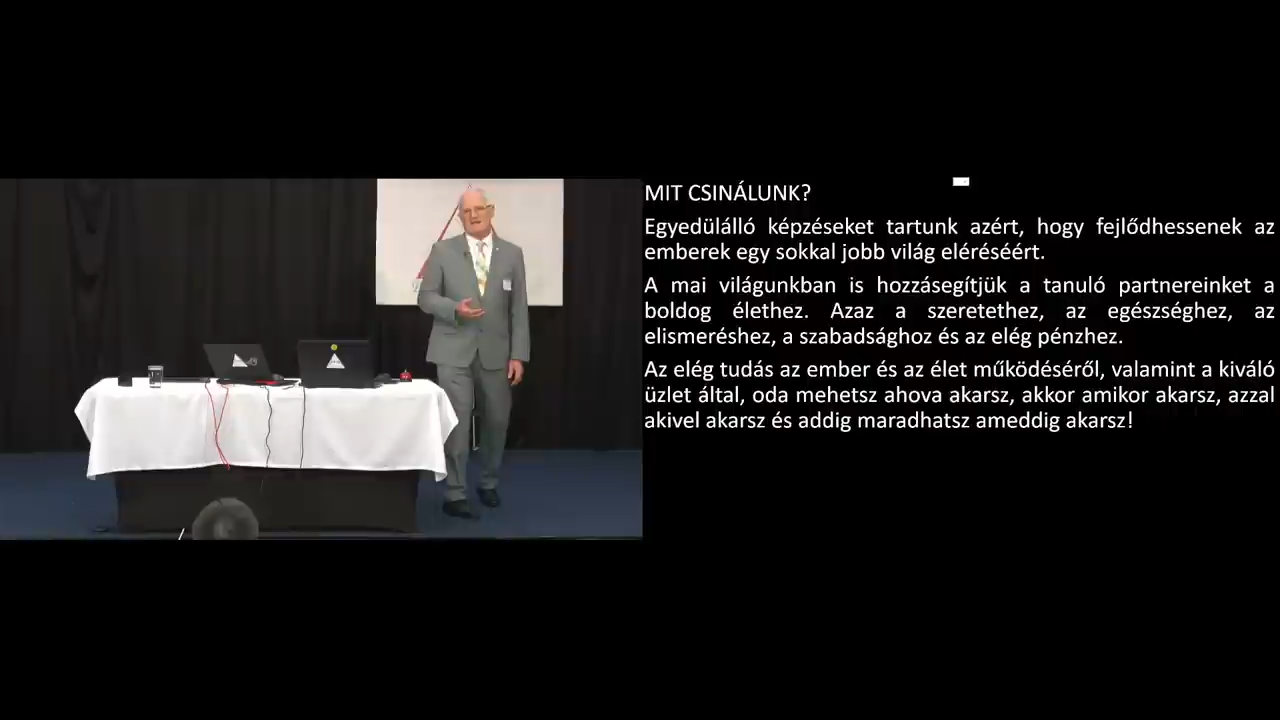 MIT CSINÁLUNK?
Egyedülálló képzéseket tartunk azért, hogy fejlődhessenek az
emberek egy sokkal jobb világ eléréséért.
A mai világunkban is hozzásegítjük a tanuló partnereinket a
boldog élethez. Azaz a szeretethez, az egészséghez, az
elismeréshez, a szabadsághoz és az elég pénzhez.
Az elég tudás az ember és az élet működéséről, valamint a kiváló
üzlet által, oda mehetsz ahova akarsz, akkor amikor akarsz, azzal
akivel akarsz és addig maradhatsz ameddig akarsz!